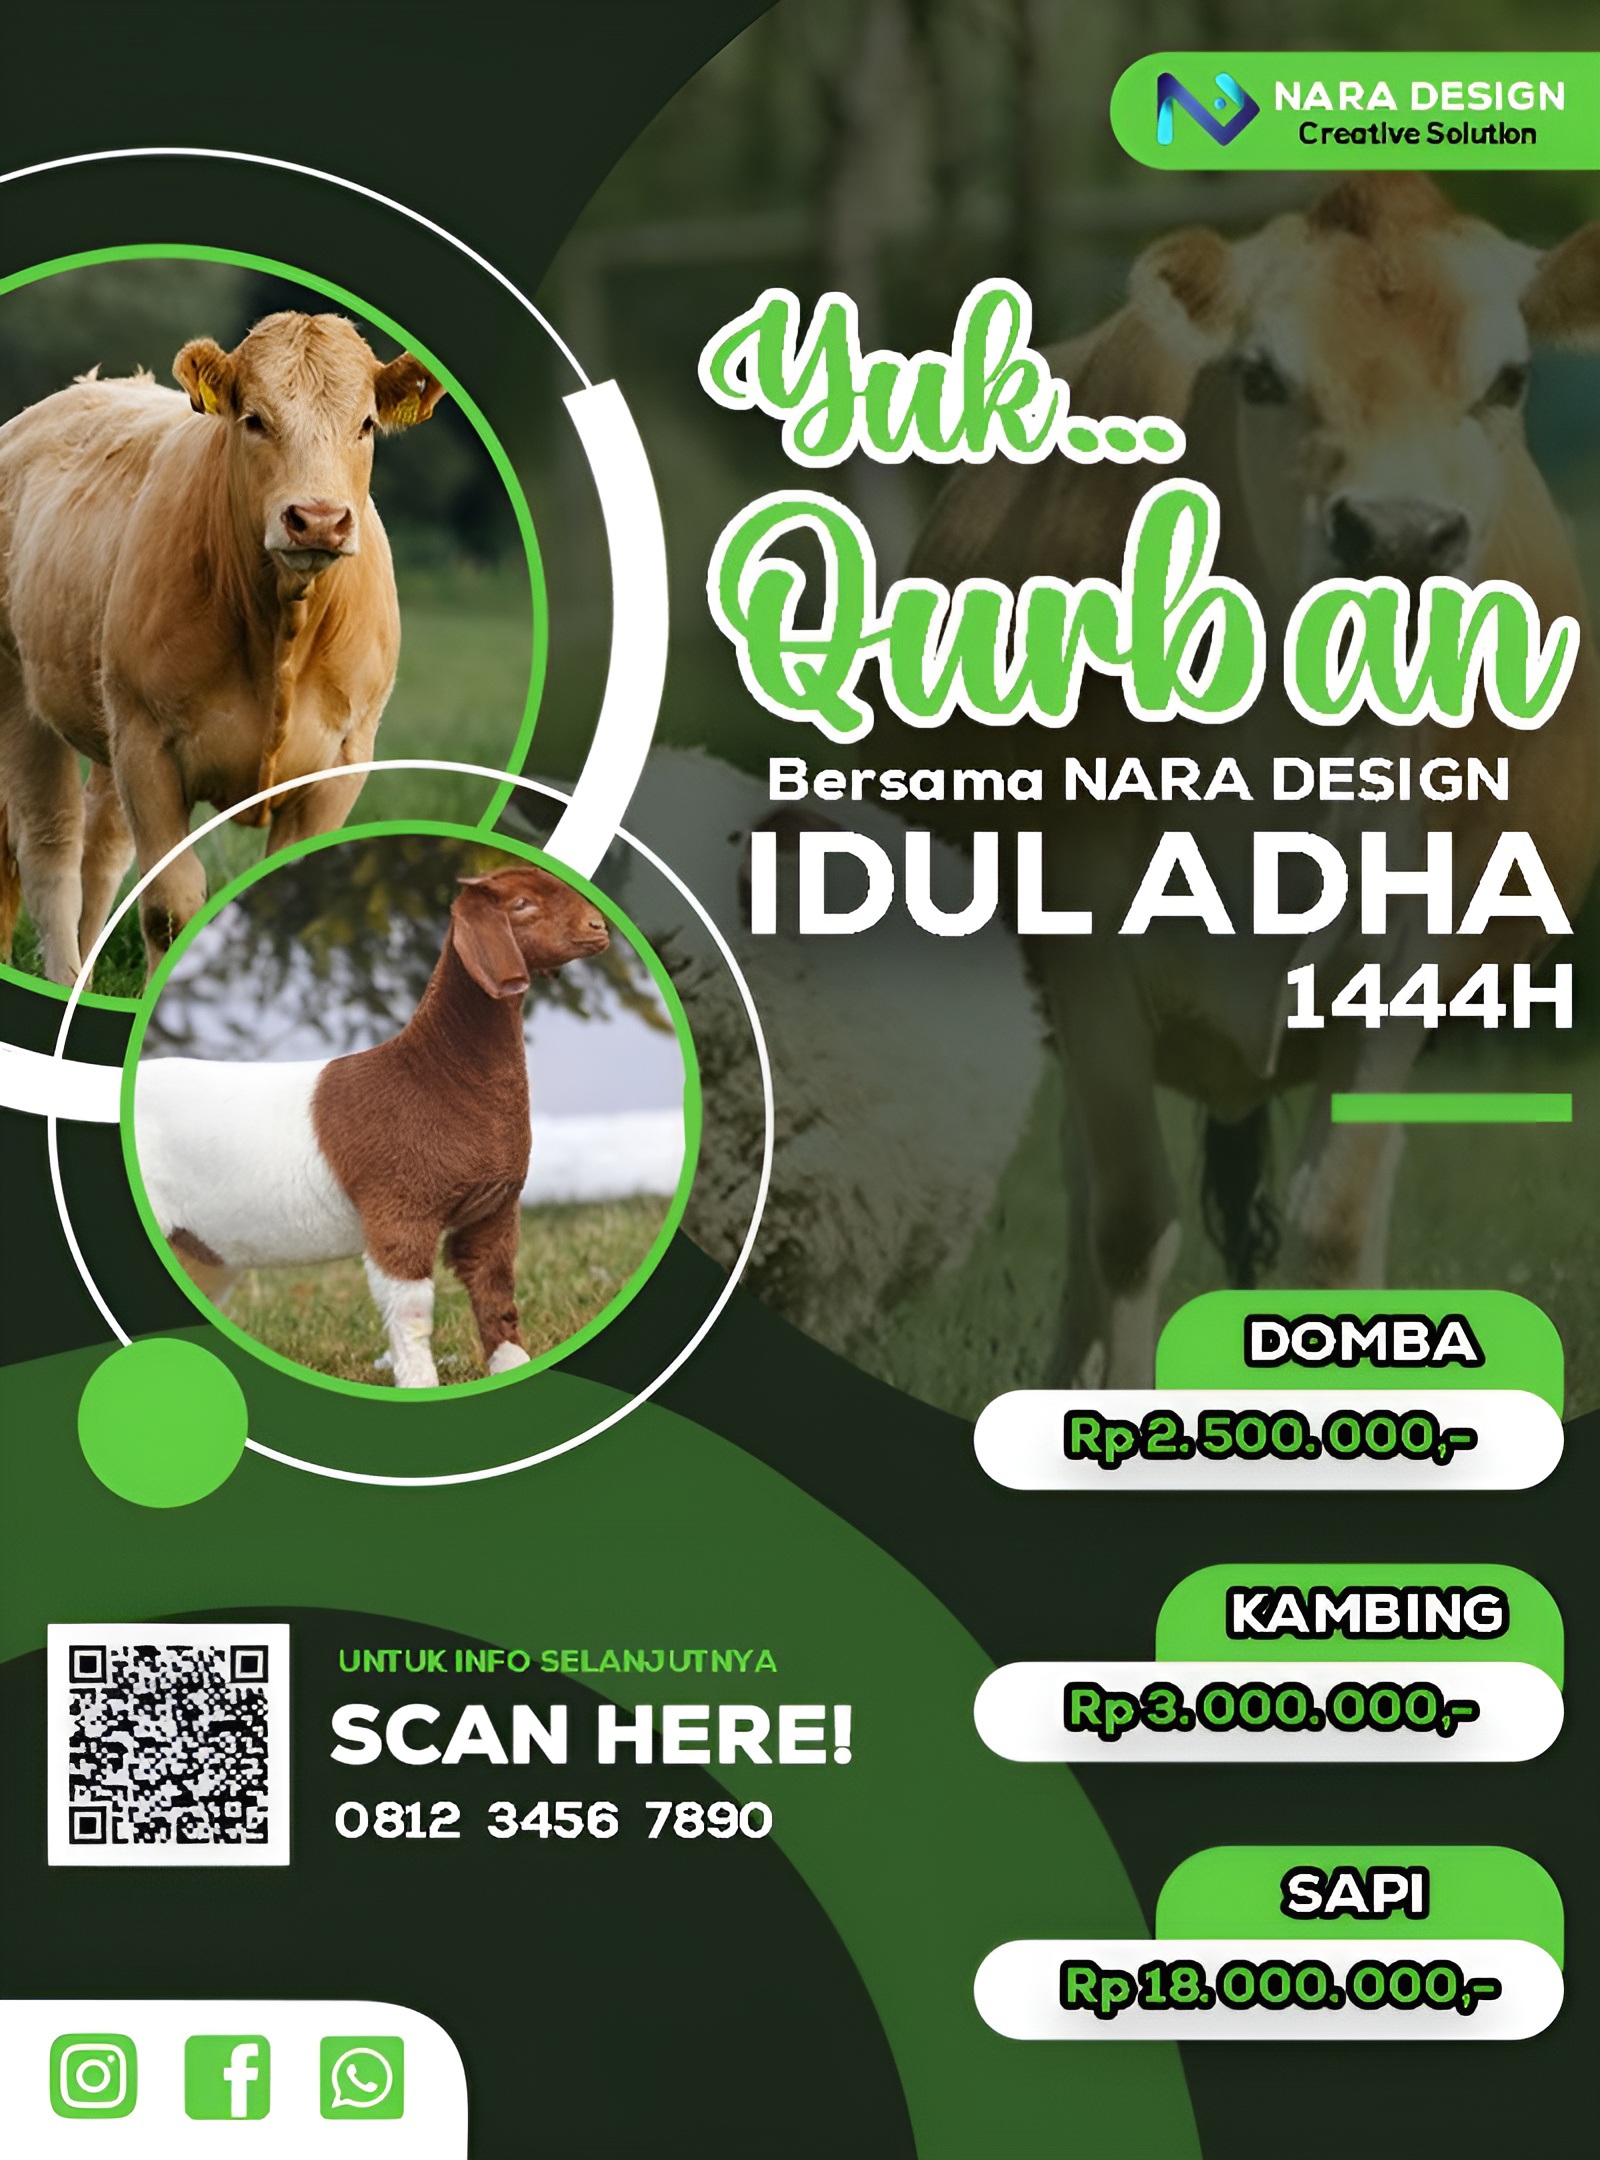 NARA DESIGN
Creative Solution
Yuk...
Qurban
Bersama NARA DESIGN
IDUL ADHA
1444H
DOMBA
Rp 2.500.000,-
KAMBING
Rp 3.000.000,-
SAPI
Rp 18.000.000,-
UNTUK INFO SELANJUTNYA
SCAN HERE!
0812 3456 7890